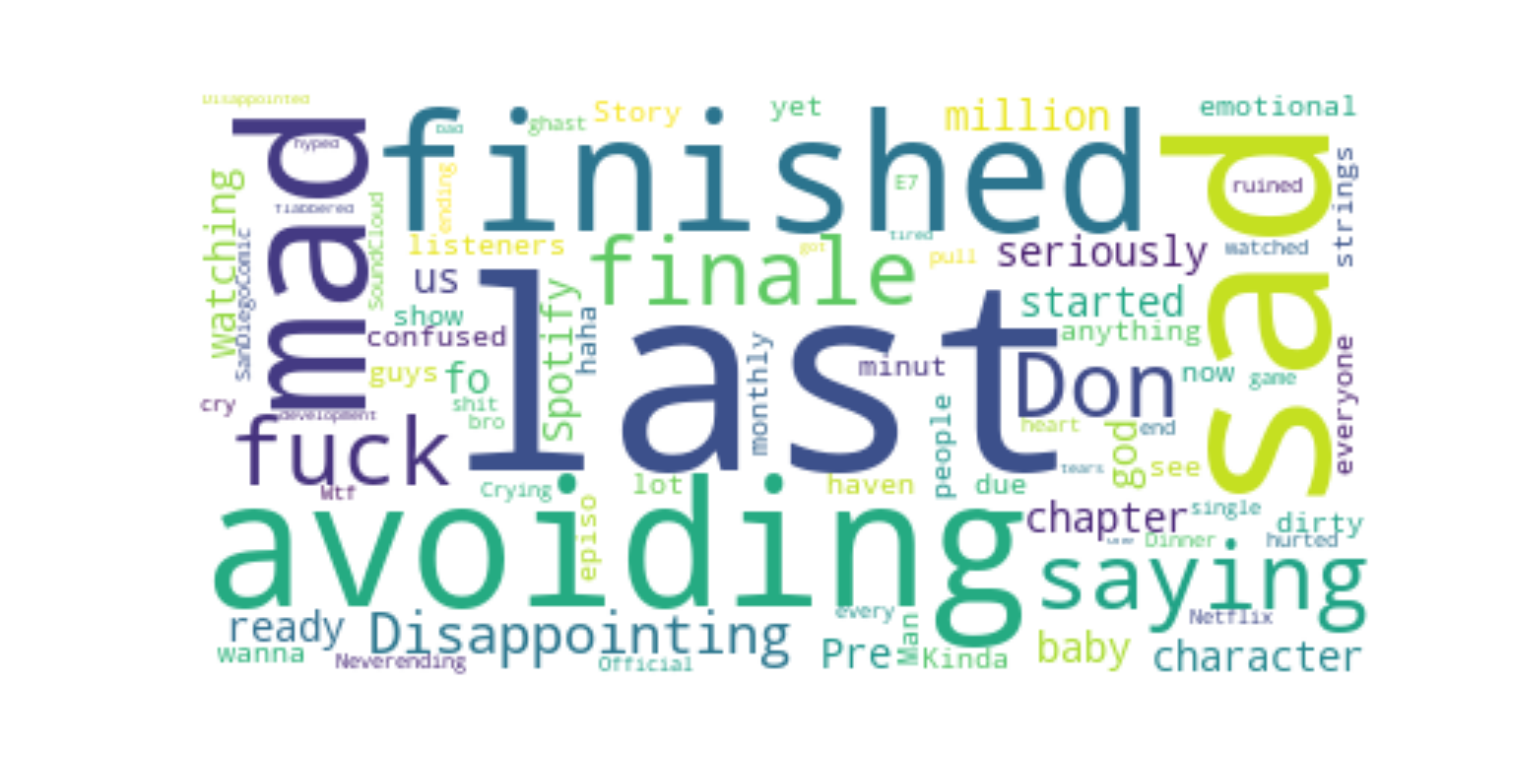 Disappointed
mad
hyped
flabbered
finished
bad
ghast
Story
yet
million
emotional
sad
ruined
strings
watching
SanDiegoComic
SoundCloud
ending
E7
listeners
finale
got
tired
pull
seriously
watched
us
last
Spotify
haha
started
show
confused
anything
monthly
minut
Don
now
game
everyone
guys
fo
cry
development
shit
bro
people
heart
end
god
fuck
tears
see
Wtf
Crying
lot
haven
due
avoiding
episo
chapter
single
dirty
Dinner
hurted
saying
ready
Disappointing
every
Netflix
wanna
Neverending
Official
Pre
Man
Kinda
baby
character